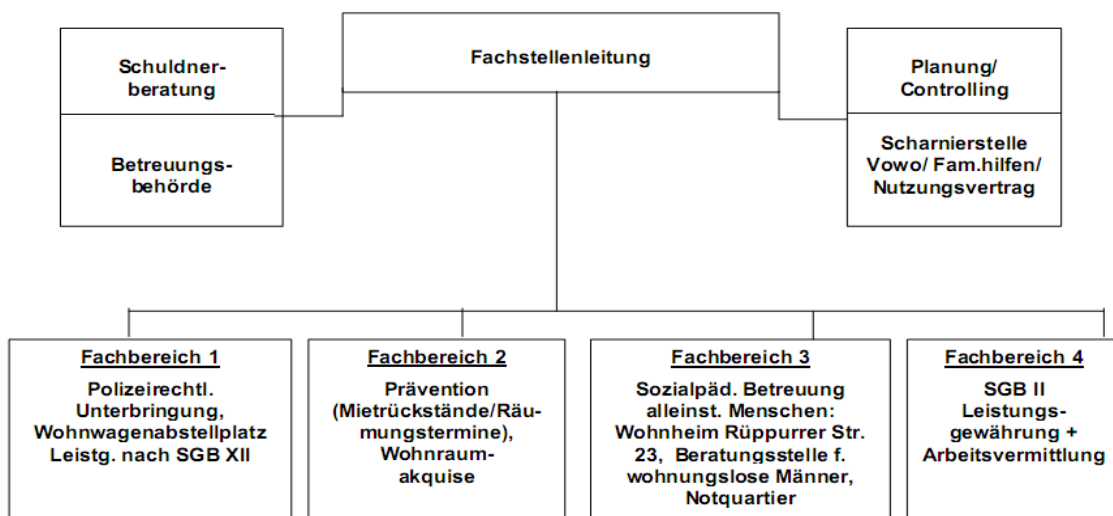 Fachstellenleitung
Schuldner-
beratung
Betreuungs-
behörde
Planung/
Controlling
Scharnierstelle
Vowo/ Fam.hilfen/
Nutzungsvertrag
Fachbereich 1
Polizeirechtl.
Unterbringung,
Wohnwagenabstellplatz
Leistg. nach SGB XII
Fachbereich 2
Prävention
(Mietrückstände/Räu-
mungstermine),
Wohnraum-
akquise
Fachbereich 3
Sozialpäd. Betreuung
alleinst. Menschen:
Wohnheim Rüppurrer Str.
23, Beratungsstelle f.
wohnungslose Männer,
Notquartier
Fachbereich 4
SGB II
Leistungs-
gewährung +
Arbeitsvermittlung